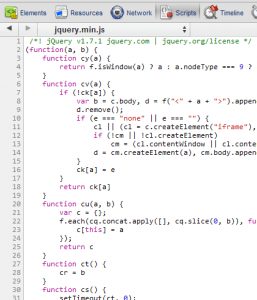 Elements Resources Network Scripts Timeline
jquery.min.js
1 /*! jQuery v1.7.1 jquery.com | jquery.org/license */
2 (function(a, b) {
3 function cy(a) {
4 return f.isWindow(a) ? a : a.nodeType === 9 ?
5 }
6 function cv(a) {
7 if (!ck[a]) {
8 var b = c.body, d = f("<" + a + ">").appen
9 d.remove();
10 if (e === "none" || e === "") {
11 cl || (cl = c.createElement("iframe"),
12 if (!cm || !cl.createElement)
13 cm = (cl.contentWindow || cl.conte
14 d = cm.createElement(a), cm.body.appen
15 }
16 ck[a] = e
17 }
18 return ck[a]
19 }
20 function cu(a, b) {
21 var c = {};
22 f.each(cq.concat.apply([], cq.slice(0, b)), fu
23 c[this] = a
24 });
25 return c
26 }
27 function ct() {
28 cr = b
29 }
30 function cs() {
31 setTimeout(ct, 0);